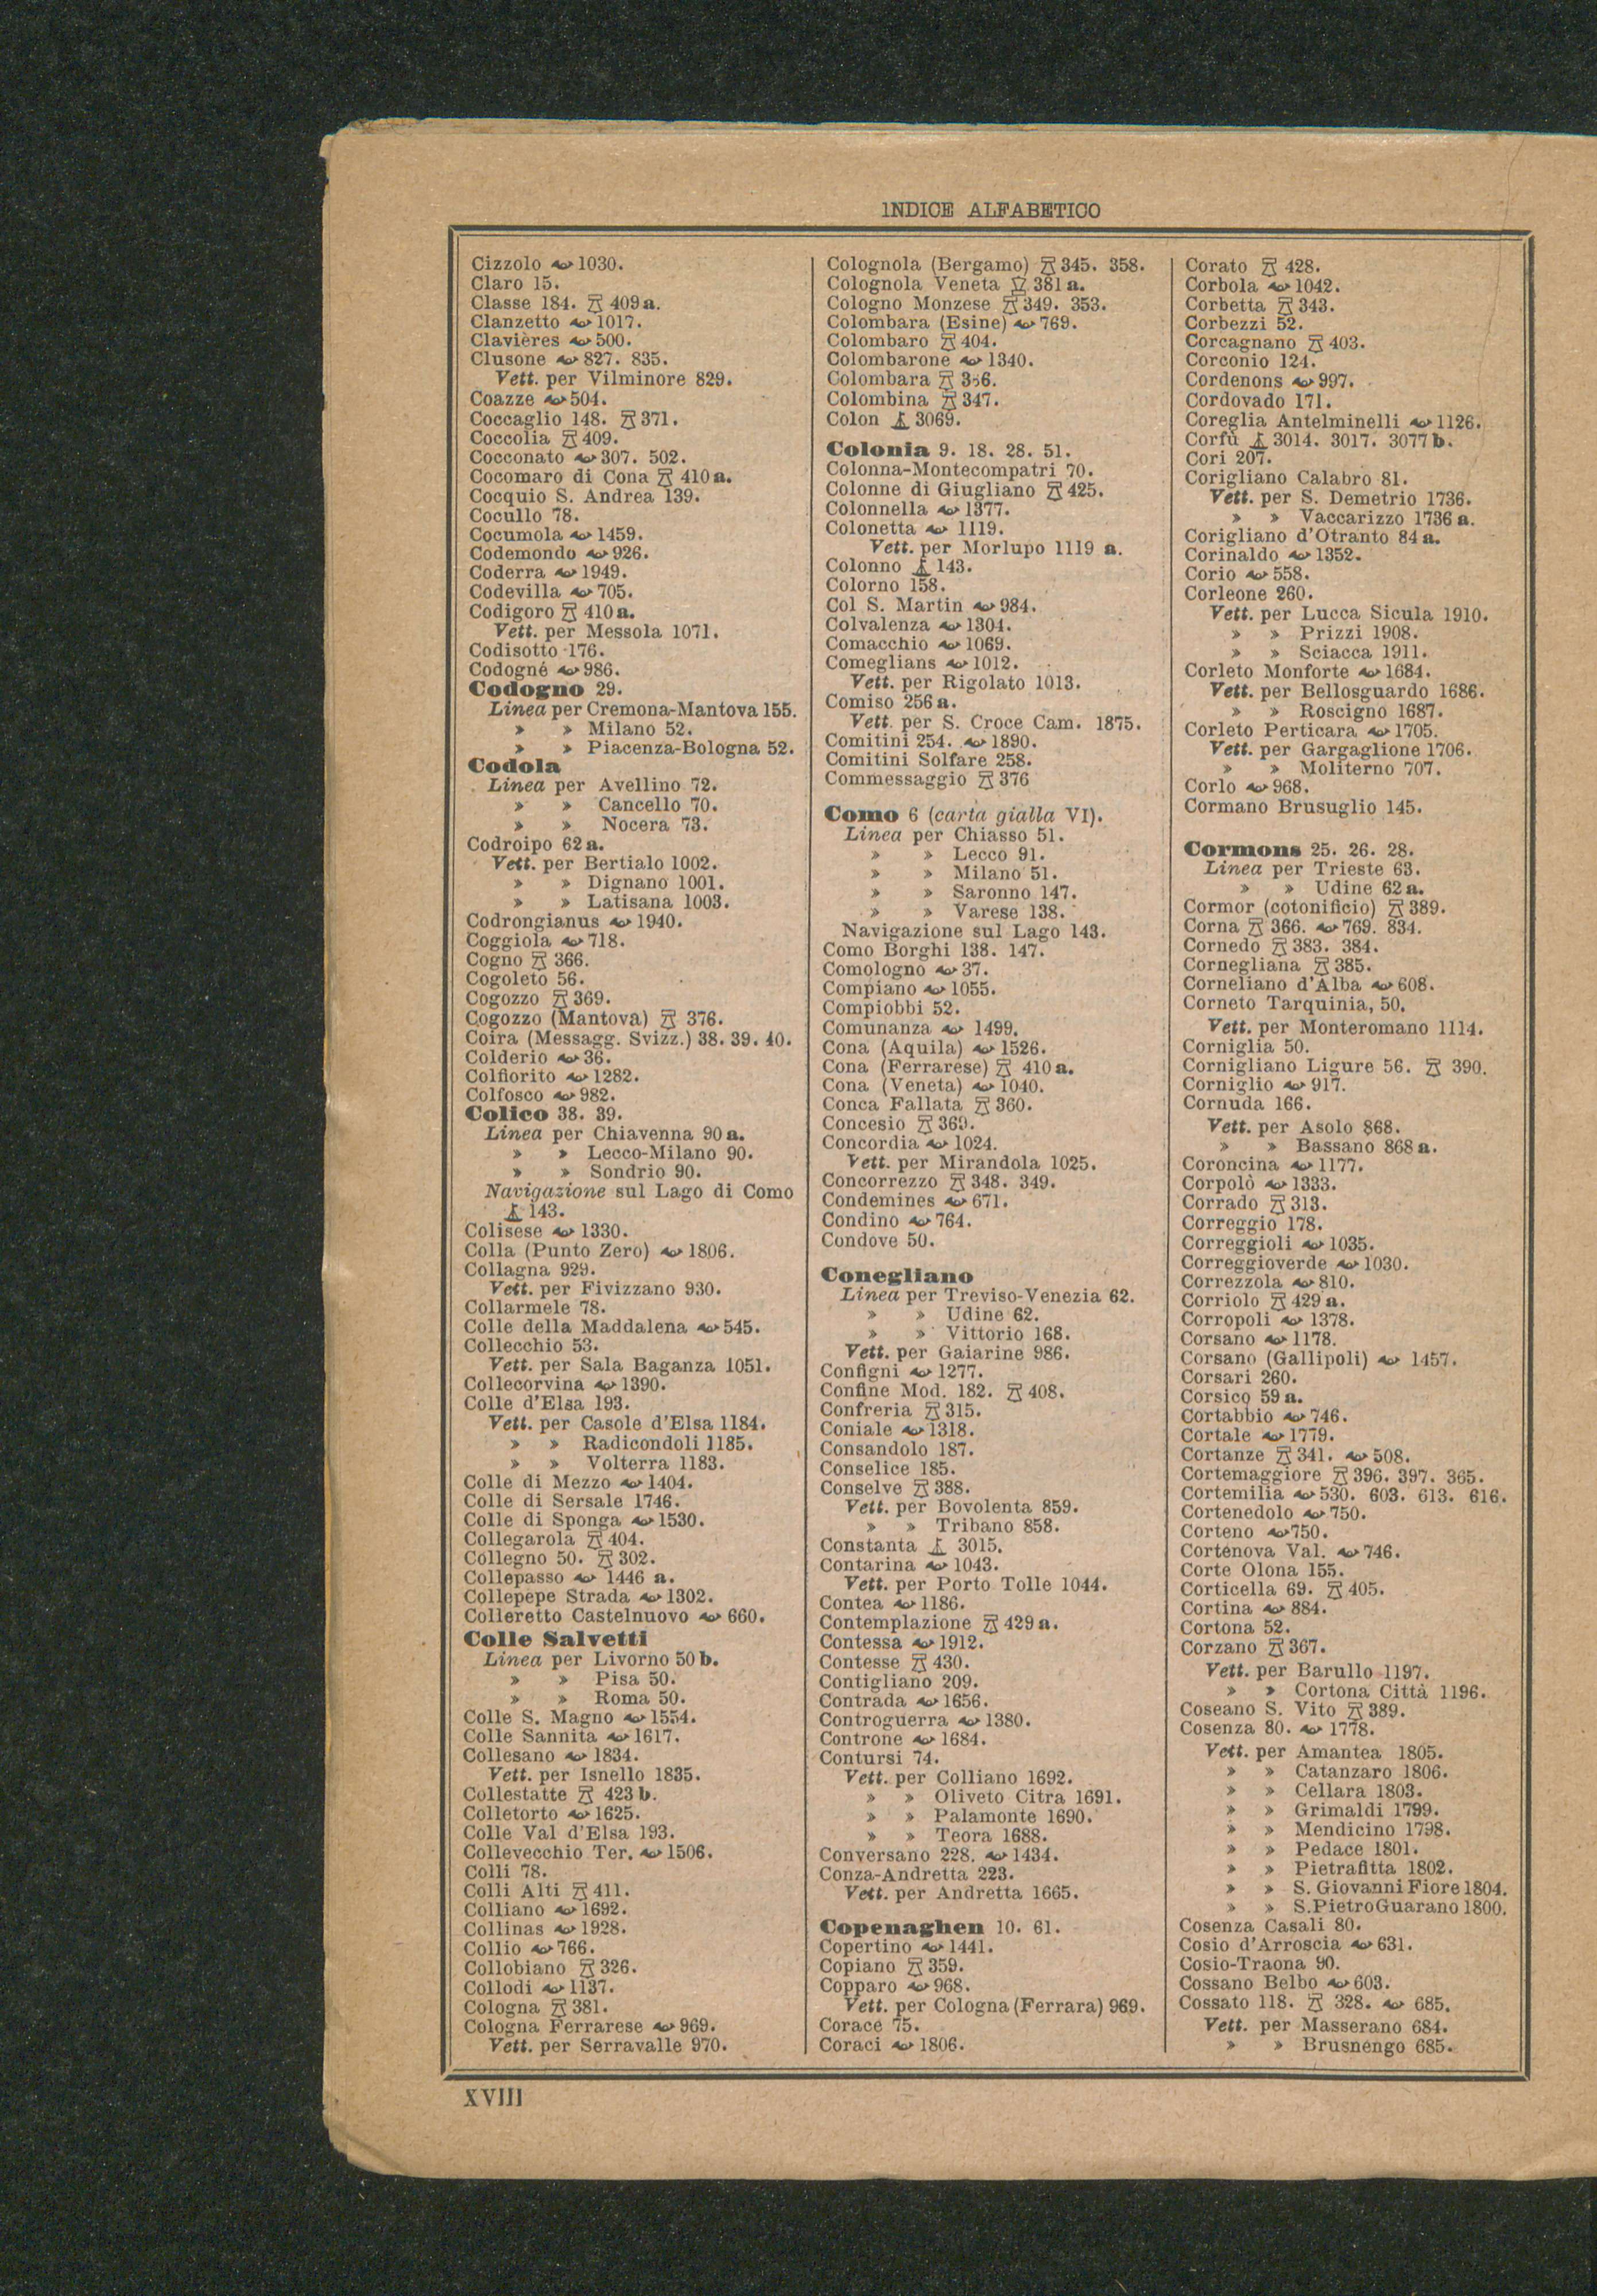 INDICE ALFABETICO
Cizzolo 1030.
Claro 15.
Classe 184. 409 a.
Clanzetto 1017.
Clavières 500.
Clusone 827. 835.
Vett. per Vilminore 829.
Coazze 504.
Coccaglio 148. 371.
Coccolia 409.
Cocconato 307. 502.
Cocomaro di Cona 410 a.
Cocquio S. Andrea 139.
Cocullo 78.
Cocumola 1459.
Codemondo 926.
Coderra 1949.
Codevilla 705.
Codigoro 410 a.
Vett. per Messola 1071.
Codisotto 176.
Codogné 986.
Codogno 29.
Linea per Cremona-Mantova 155.
» » Milano 52.
» » Piacenza-Bologna 52.
Codola
Linea per Avellino 72.
» » Cancello 70.
» » Nocera 73.
Codroipo 62 a.
Vett. per Bertialo 1002.
» » Dignano 1001.
» » Latisana 1003.
Codrongianus 1940.
Coggiola 718.
Cogno 366.
Cogoleto 56.
Cogozzo 369.
Cogozzo (Mantova) 376.
Coira (Messagg. Svizz.) 38. 39. 40.
Colderio 36.
Colfiorito 1282.
Colfosco 982.
Colico 38. 39.
Linea per Chiavenna 90 a.
» » Lecco-Milano 90.
» » Sondrio 90.
Navigazione sul Lago di Como
143.
Colisese 1330.
Colla (Punto Zero) 1806.
Collagna 929.
Vett. per Fivizzano 930.
Collarmele 78.
Colle della Maddalena 545.
Collecchio 53.
Vett. per Sala Baganza 1051.
Collecorvina 1390.
Colle d'Elsa 193.
Vett. per Casole d'Elsa 1184.
» » Radicondoli 1185.
» » Volterra 1183.
Colle di Mezzo 1404.
Colle di Sersale 1746.
Colle di Sponga 1530.
Collegarola 404.
Collegno 50. 302.
Collepasso 1446 a.
Collepepe Strada 1302.
Colleretto Castelnuovo 660.
Colle Salvetti
Linea per Livorno 50 b.
» » Pisa 50.
» » Roma 50.
Colle S. Magno 1554.
Colle Sannita 1617.
Collesano 1834.
Vett. per Isnello 1835.
Collestatte 423 b.
Colletorto 1625.
Colle Val d'Elsa 193.
Collevecchio Ter. 1506.
Colli 78.
Colli Alti 411.
Colliano 1692.
Collinas 1928.
Collio 766.
Collobiano 326.
Collodi 1137.
Cologna 381.
Cologna Ferrarese 969.
Vett. per Serravalle 970.
Colognola (Bergamo) 345. 358.
Colognola Veneta 381 a.
Cologno Monzese 349. 353.
Colombara (Esine) 769.
Colombaro 404.
Colombarone 1340.
Colombara 366.
Colombina 347.
Colon 3069.
Colonia 9. 18. 28. 51.
Colonna-Montecompatri 70.
Colonne di Giugliano 425.
Colonnella 1377.
Colonetta 1119.
Vett. per Morlupo 1119 a.
Colonno 143.
Colorno 158.
Col S. Martin 984.
Colvalenza 1304.
Comacchio 1069.
Comeglians 1012.
Vett. per Rigolato 1013.
Comiso 256 a.
Vett. per S. Croce Cam. 1875.
Comitini 254. 1890.
Comitini Solfare 258.
Commessaggio 376
Como 6 (carta gialla VI).
Linea per Chiasso 51.
» » Lecco 91.
» » Milano 51.
» » Saronno 147.
» » Varese 138.
Navigazione sul Lago 143.
Como Borghi 138. 147.
Comologno 37.
Compiano 1055.
Compiobbi 52.
Comunanza 1499.
Cona (Aquila) 1526.
Cona (Ferrarese) 410 a.
Cona (Veneta) 1040.
Conca Fallata 360.
Concesio 369.
Concordia 1024.
Vett. per Mirandola 1025.
Concorrezzo 348. 349.
Condemines 671.
Condino 764.
Condove 50.
Conegliano
Linea per Treviso-Venezia 62.
» » Udine 62.
» » Vittorio 168.
Vett. per Gaiarine 986.
Configni 1277.
Confine Mod. 182. 408.
Confreria 315.
Coniale 1318.
Consandolo 187.
Conselice 185.
Conselve 388.
Vett. per Bovolenta 859.
» » Tribano 858.
Constanta 3015.
Contarina 1043.
Vett. per Porto Tolle 1044.
Contea 1186.
Contemplazione 429 a.
Contessa 1912.
Contesse 430.
Contigliano 209.
Contrada 1656.
Controguerra 1380.
Controne 1684.
Contursi 74.
Vett. per Colliano 1692.
» » Oliveto Citra 1691.
» » Palamonte 1690.
» » Teora 1688.
Conversano 228. 1434.
Conza-Andretta 223.
Vett. per Andretta 1665.
Copenaghen 10. 61.
Copertino 1441.
Copiano 359.
Copparo 968.
Vett. per Cologna (Ferrara) 969.
Corace 75.
Coraci 1806.
Corato 428.
Corbola 1042.
Corbetta 343.
Corbezzi 52.
Corcagnano 403.
Corconio 124.
Cordenons 997.
Cordovado 171.
Coreglia Antelminelli 1126.
Corfù 3014. 3017. 3077 b.
Cori 207.
Corigliano Calabro 81.
Vett. per S. Demetrio 1736.
» » Vaccarizzo 1736 a.
Corigliano d'Otranto 84 a.
Corinaldo 1352.
Corio 558.
Corleone 260.
Vett. per Lucca Sicula 1910.
» » Prizzi 1908.
» » Sciacca 1911.
Corleto Monforte 1684.
Vett. per Bellosguardo 1686.
» » Roscigno 1687.
Corleto Perticara 1705.
Vett. per Gargaglione 1706.
» » Moliterno 707.
Corlo 968.
Cormano Brusuglio 145.
Cormons 25. 26. 28.
Linea per Trieste 63.
» » Udine 62 a.
Cormor (cotonificio) 389.
Corna 366. 769. 834.
Cornedo 383. 384.
Cornegliana 385.
Corneliano d'Alba 608.
Corneto Tarquinia, 50.
Vett. per Monteromano 1114.
Corniglia 50.
Cornigliano Ligure 56. 390.
Corniglio 917.
Cornuda 166.
Vett. per Asolo 868.
» » Bassano 868 a.
Coroncina 1177.
Corpolò 1333.
Corrado 313.
Correggio 178.
Correggioli 1035.
Correggioverde 1030.
Correzzola 810.
Corriolo 429 a.
Corropoli 1378.
Corsano 1178.
Corsano (Gallipoli) 1457.
Corsari 260.
Corsico 59 a.
Cortabbio 746.
Cortale 1779.
Cortanze 341. 508.
Cortemaggiore 396. 397. 365.
Cortemilia 530. 603. 613. 616.
Cortenedolo 750.
Corteno 750.
Cortenova Val. 746.
Corte Olona 155.
Corticella 69. 405.
Cortina 884.
Cortona 52.
Corzano 367.
Vett. per Barullo 1197.
» » Cortona Città 1196.
Coseano S. Vito 389.
Cosenza 80. 1778.
Vett. per Amantea 1805.
» » Catanzaro 1806.
» » Cellara 1803.
» » Grimaldi 1799.
» » Mendicino 1798.
» » Pedace 1801.
» » Pietrafitta 1802.
» » S. Giovanni Fiore 1804.
» » S. Pietro Guarano 1800.
Cosenza Casali 80.
Cosio d'Arroscia 631.
Cosio-Traona 90.
Cossano Belbo 603.
Cossato 118. 328. 685.
Vett. per Masserano 684.
» » Brusnengo 685.
XVIII